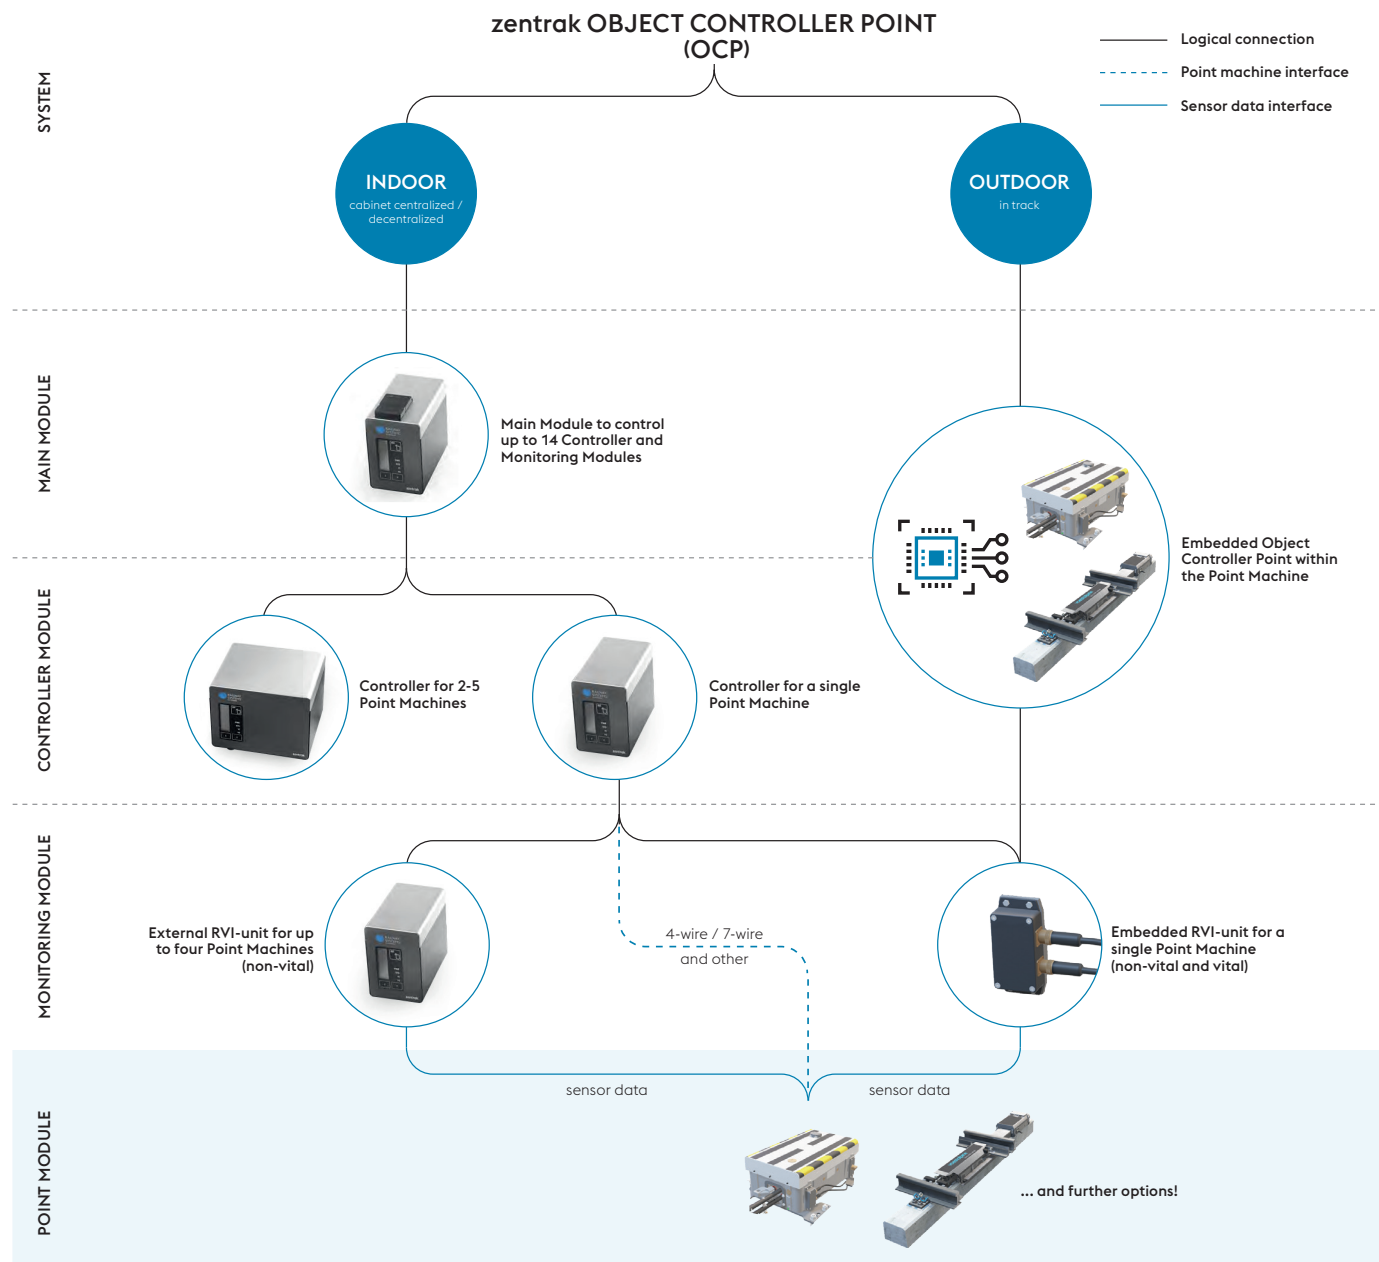 zentrak OBJECT CONTROLLER POINT
(OCP)
Logical connection
Point machine interface
Sensor data interface
SYSTEM
INDOOR
cabinet centralized /
decentralized
OUTDOOR
in track
MAIN MODULE
Main Module to control
up to 14 Controller and
Monitoring Modules
Embedded Object
Controller Point within
the Point Machine
CONTROLLER MODULE
Controller for 2-5
Point Machines
Controller for a single
Point Machine
MONITORING MODULE
External RVI-unit for up
to four Point Machines
(non-vital)
4-wire / 7-wire
and other
Embedded RVI-unit for a
single Point Machine
(non-vital and vital)
sensor data
sensor data
POINT MODULE
... and further options!